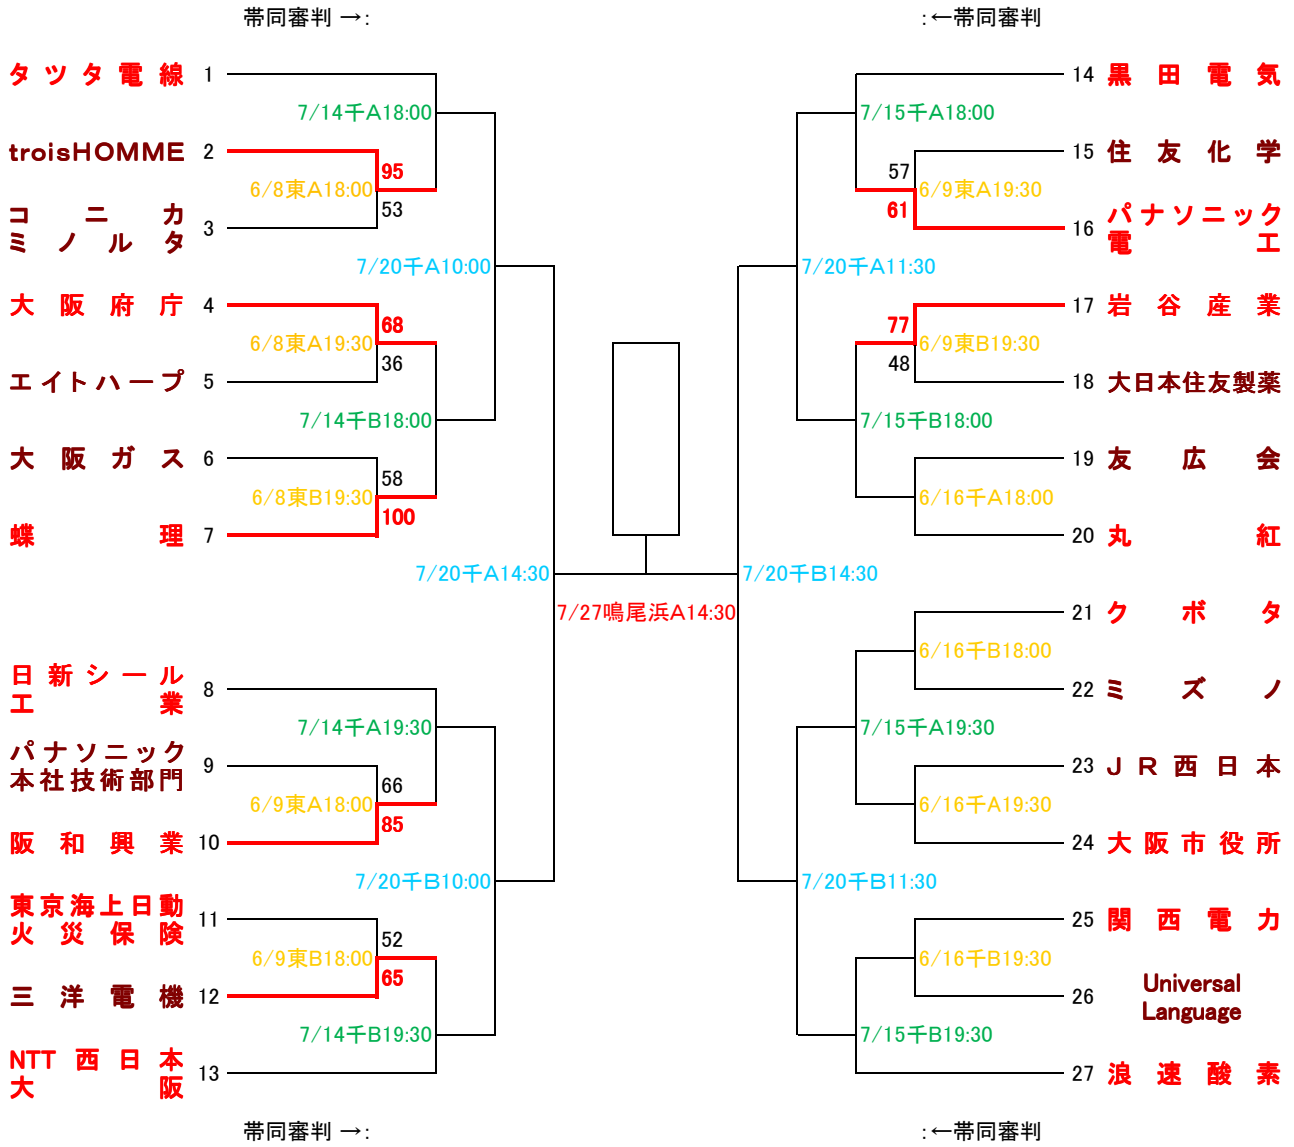 帯同審判 →:
:←帯同審判
タツタ電線 1
7/14千A18:00
troisHOMME 2
95
6/8東A18:00
53
コニカ
ミノルタ 3
7/20千A10:00
大阪府庁 4
68
6/8東A19:30
36
エイトハープ 5
7/14千B18:00
大阪ガス 6
58
6/8東B19:30
100
蝶理 7
7/20千A14:30
日新シール
工業 8
7/14千A19:30
パナソニック
本社技術部門 9
66
6/9東A18:00
85
阪和興業 10
7/20千B10:00
東京海上日動
火災保険 11
52
6/9東B18:00
65
三洋電機 12
7/14千B19:30
NTT西日本
大阪 13
7/27鳴尾浜A14:30
14 黒田電気
7/15千A18:00
15 住友化学
57
6/9東A19:30
61
16 パナソニック
電工
7/20千A11:30
17 岩谷産業
77
6/9東B19:30
48
18 大日本住友製薬
7/15千B18:00
19 友広会
6/16千A18:00
20 丸紅
7/20千B14:30
21 クボタ
6/16千B18:00
22 ミズノ
7/15千A19:30
23 JR西日本
6/16千A19:30
24 大阪市役所
7/20千B11:30
25 関西電力
6/16千B19:30
26 Universal
Language
7/15千B19:30
27 浪速酸素
帯同審判 →:
:←帯同審判